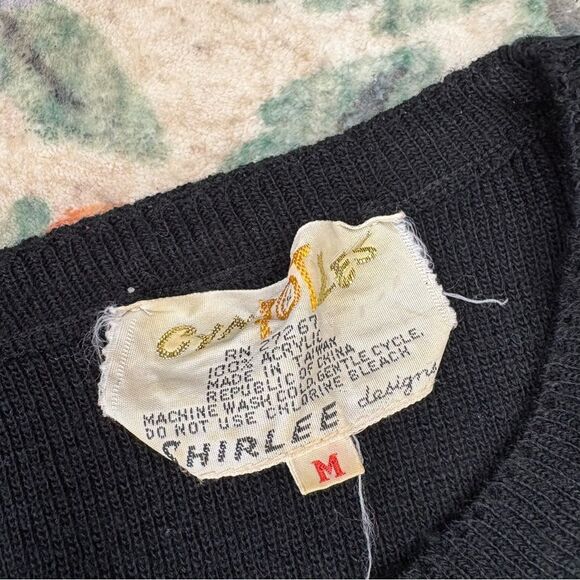 RN 27267
100% ACRYLIC
MADE IN TAIWAN
REPUBLIC OF CHINA
MACHINE WASH COLD, GENTLE CYCLE,
DO NOT USE CHLORINE BLEACH
SHIRLEE designs
M